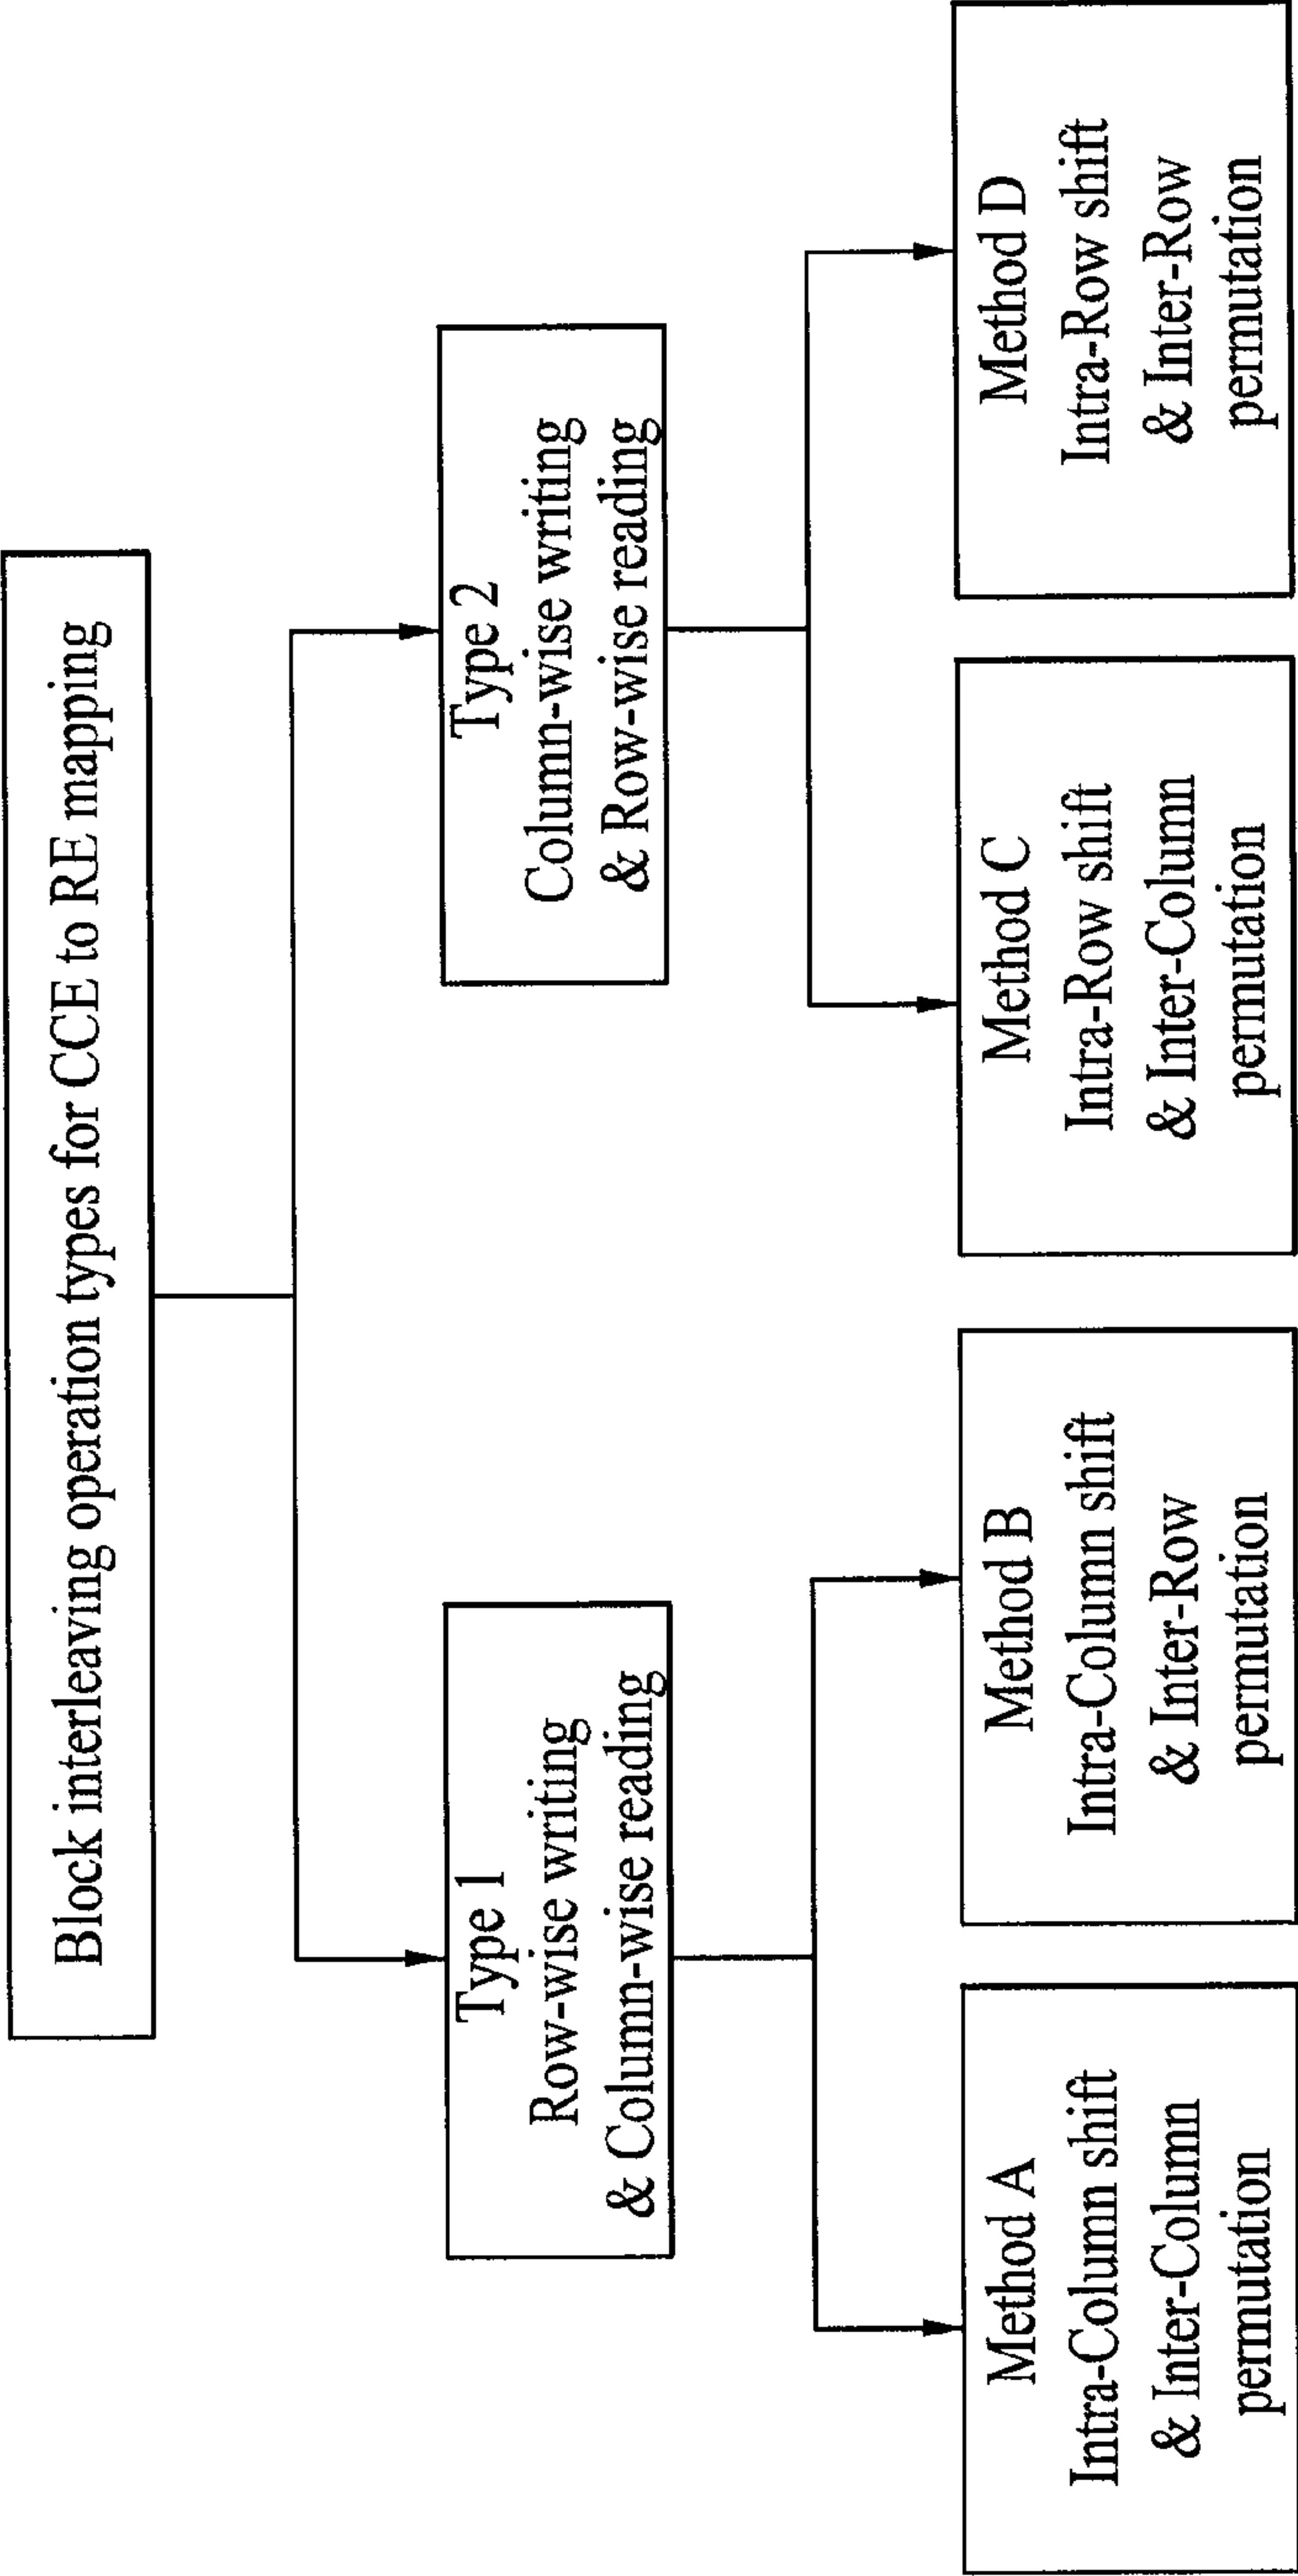 Block interleaving operation types for CCE to RE mapping
Type 1
Row-wise writing
& Column-wise reading
Type 2
Column-wise writing
& Row-wise reading
Method A
Intra-Column shift
& Inter-Column
permutation
Method B
Intra-Column shift
& Inter-Row
permutation
Method C
Intra-Row shift
& Inter-Column
permutation
Method D
Intra-Row shift
& Inter-Row
permutation